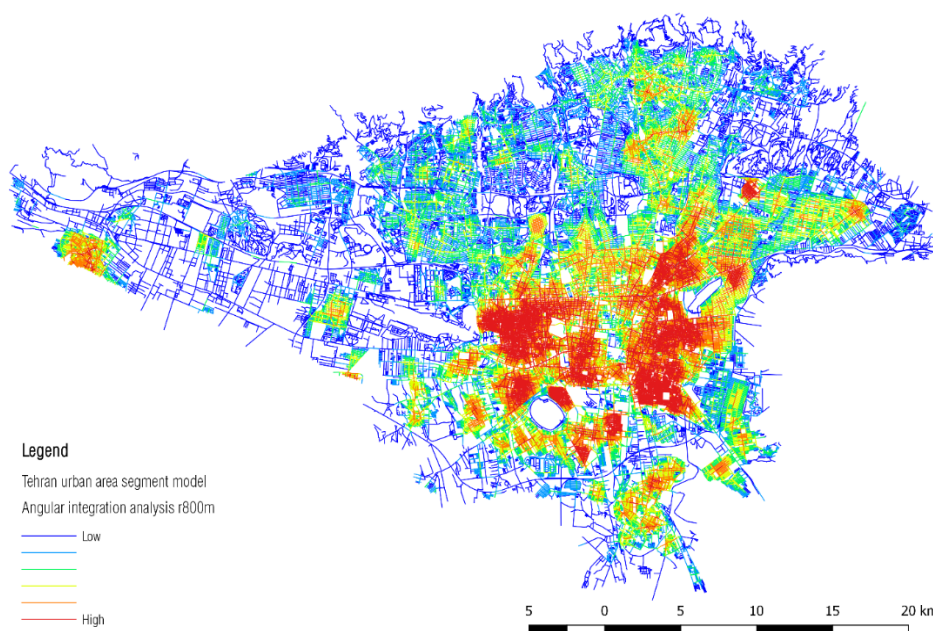 Legend
Tehran urban area segment model
Angular integration analysis r800m
Low
High
5 0 5 10 15 20 km